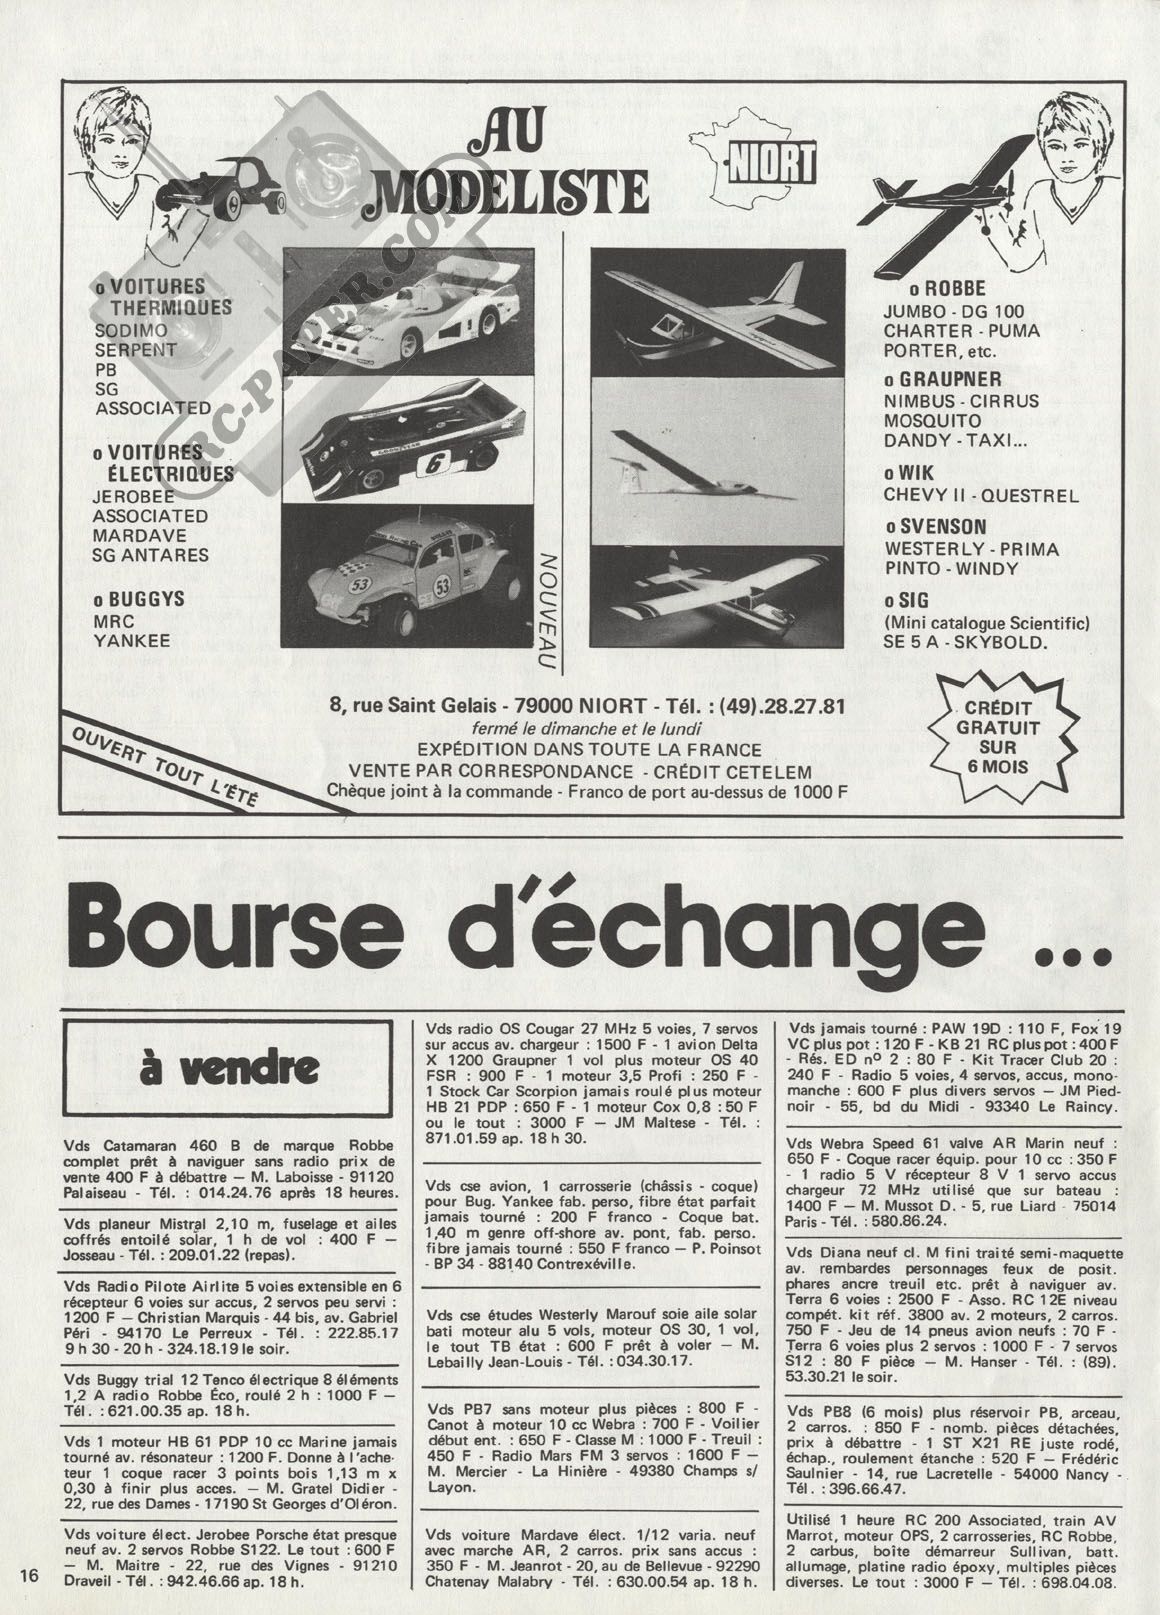 AU
MODELISTE
NIORT
o VOITURES
THERMIQUES
SODIMO
SERPENT
PB
SG
ASSOCIATED
o VOITURES
ÉLECTRIQUES
JEROBEE
ASSOCIATED
MARDAVE
SG ANTARES
o BUGGYS
MRC
YANKEE
RC-PAPER.COM
6
53
53
NOUVEAU
o ROBBE
JUMBO - DG 100
CHARTER - PUMA
PORTER, etc.
o GRAUPNER
NIMBUS - CIRRUS
MOSQUITO
DANDY - TAXI...
o WIK
CHEVY II - QUESTREL
o SVENSON
WESTERLY - PRIMA
PINTO - WINDY
o SIG
(Mini catalogue Scientific)
SE 5 A - SKYBOLD.
8, rue Saint Gelais - 79000 NIORT - Tél. : (49).28.27.81
fermé le dimanche et le lundi
EXPÉDITION DANS TOUTE LA FRANCE
VENTE PAR CORRESPONDANCE - CRÉDIT CETELEM
Chèque joint à la commande - Franco de port au-dessus de 1000 F
OUVERT TOUT L'ÉTÉ
CRÉDIT
GRATUIT
SUR
6 MOIS
Bourse d'échange ...
à vendre
Vds Catamaran 460 B de marque Robbe
complet prêt à naviguer sans radio prix de
vente 400 F à débattre — M. Laboisse - 91120
Palaiseau - Tél. : 014.24.76 après 18 heures.
Vds planeur Mistral 2,10 m, fuselage et ailes
coffrés entoilé solar, 1 h de vol : 400 F —
Josseau - Tél. : 209.01.22 (repas).
Vds Radio Pilote Airlite 5 voies extensible en 6
récepteur 6 voies sur accus, 2 servos peu servi :
1200 F — Christian Marquis - 44 bis, av. Gabriel
Péri - 94170 Le Perreux - Tél. : 222.85.17
9 h 30 - 20 h - 324.18.19 le soir.
Vds Buggy trial 12 Tenco électrique 8 éléments
1,2 A radio Robbe Éco, roulé 2 h : 1000 F —
Tél. : 621.00.35 ap. 18 h.
Vds 1 moteur HB 61 PDP 10 cc Marine jamais
tourné av. résonateur : 1200 F. Donne à l'ache-
teur 1 coque racer 3 points bois 1,13 m x
0,30 à finir plus acces. — M. Gratel Didier -
22, rue des Dames - 17190 St Georges d'Oléron.
Vds voiture élect. Jerobee Porsche état presque
neuf av. 2 servos Robbe S122. Le tout : 600 F
— M. Maitre - 22, rue des Vignes - 91210
Draveil - Tél. : 942.46.66 ap. 18 h.
16
Vds radio OS Cougar 27 MHz 5 voies, 7 servos
sur accus av. chargeur : 1500 F - 1 avion Delta
X 1200 Graupner 1 vol plus moteur OS 40
FSR : 900 F - 1 moteur 3,5 Profi : 250 F -
1 Stock Car Scorpion jamais roulé plus moteur
HB 21 PDP : 650 F - 1 moteur Cox 0,8 : 50 F
ou le tout : 3000 F — JM Maltese - Tél. :
871.01.59 ap. 18 h 30.
Vds cse avion, 1 carrosserie (châssis - coque)
pour Bug. Yankee fab. perso, fibre état parfait
jamais tourné : 200 F franco - Coque bat.
1,40 m genre off-shore av. pont, fab. perso.
fibre jamais tourné : 550 F franco — P. Poinsot
- BP 34 - 88140 Contrexéville.
Vds cse études Westerly Marouf soie aile solar
bati moteur alu 5 vols, moteur OS 30, 1 vol,
le tout TB état : 600 F prêt à voler — M.
Lebailly Jean-Louis - Tél. : 034.30.17.
Vds PB7 sans moteur plus pièces : 800 F -
Canot à moteur 10 cc Webra : 700 F - Voilier
début ent. : 650 F - Classe M : 1000 F - Treuil :
450 F - Radio Mars FM 3 servos : 1600 F —
M. Mercier - La Hinière - 49380 Champs s/
Layon.
Vds voiture Mardave élect. 1/12 varia. neuf
avec marche AR, 2 carros. prix sans accus :
350 F - M. Jeanrot - 20, au de Bellevue - 92290
Chatenay Malabry - Tél. : 630.00.54 ap. 18 h.
Vds jamais tourné : PAW 19D : 110 F, Fox 19
VC plus pot : 120 F - KB 21 RC plus pot : 400 F
- Rés. ED nº 2 : 80 F - Kit Tracer Club 20 :
240 F - Radio 5 voies, 4 servos, accus, mono-
manche : 600 F plus divers servos — JM Pied-
noir - 55, bd du Midi - 93340 Le Raincy.
Vds Webra Speed 61 valve AR Marin neuf :
650 F - Coque racer équip. pour 10 cc : 350 F
- 1 radio 5 V récepteur 8 V 1 servo accus
chargeur 72 MHz utilisé que sur bateau :
1400 F — M. Mussot D. - 5, rue Liard - 75014
Paris - Tél. : 580.86.24.
Vds Diana neuf cl. M fini traité semi-maquette
av. rembardes personnages feux de posit.
phares ancre treuil etc. prêt à naviguer av.
Terra 6 voies : 2500 F - Asso. RC 12E niveau
compét. kit réf. 3800 av. 2 moteurs, 2 carros.
750 F - Jeu de 14 pneus avion neufs : 70 F -
Terra 6 voies plus 2 servos : 1000 F - 7 servos
S12 : 80 F pièce — M. Hanser - Tél. : (89).
53.30.21 le soir.
Vds PB8 (6 mois) plus réservoir PB, arceau,
2 carros. : 850 F - nomb. pièces détachées,
prix à débattre - 1 ST X21 RE juste rodé,
échap., roulement étanche : 520 F — Frédéric
Saulnier - 14, rue Lacretelle - 54000 Nancy -
Tél. : 396.66.47.
Utilisé 1 heure RC 200 Associated, train AV
Marrot, moteur OPS, 2 carrosseries, RC Robbe,
2 carbus, boîte démarreur Sullivan, batt.
allumage, platine radio époxy, multiples pièces
diverses. Le tout : 3000 F — Tél. : 698.04.08.